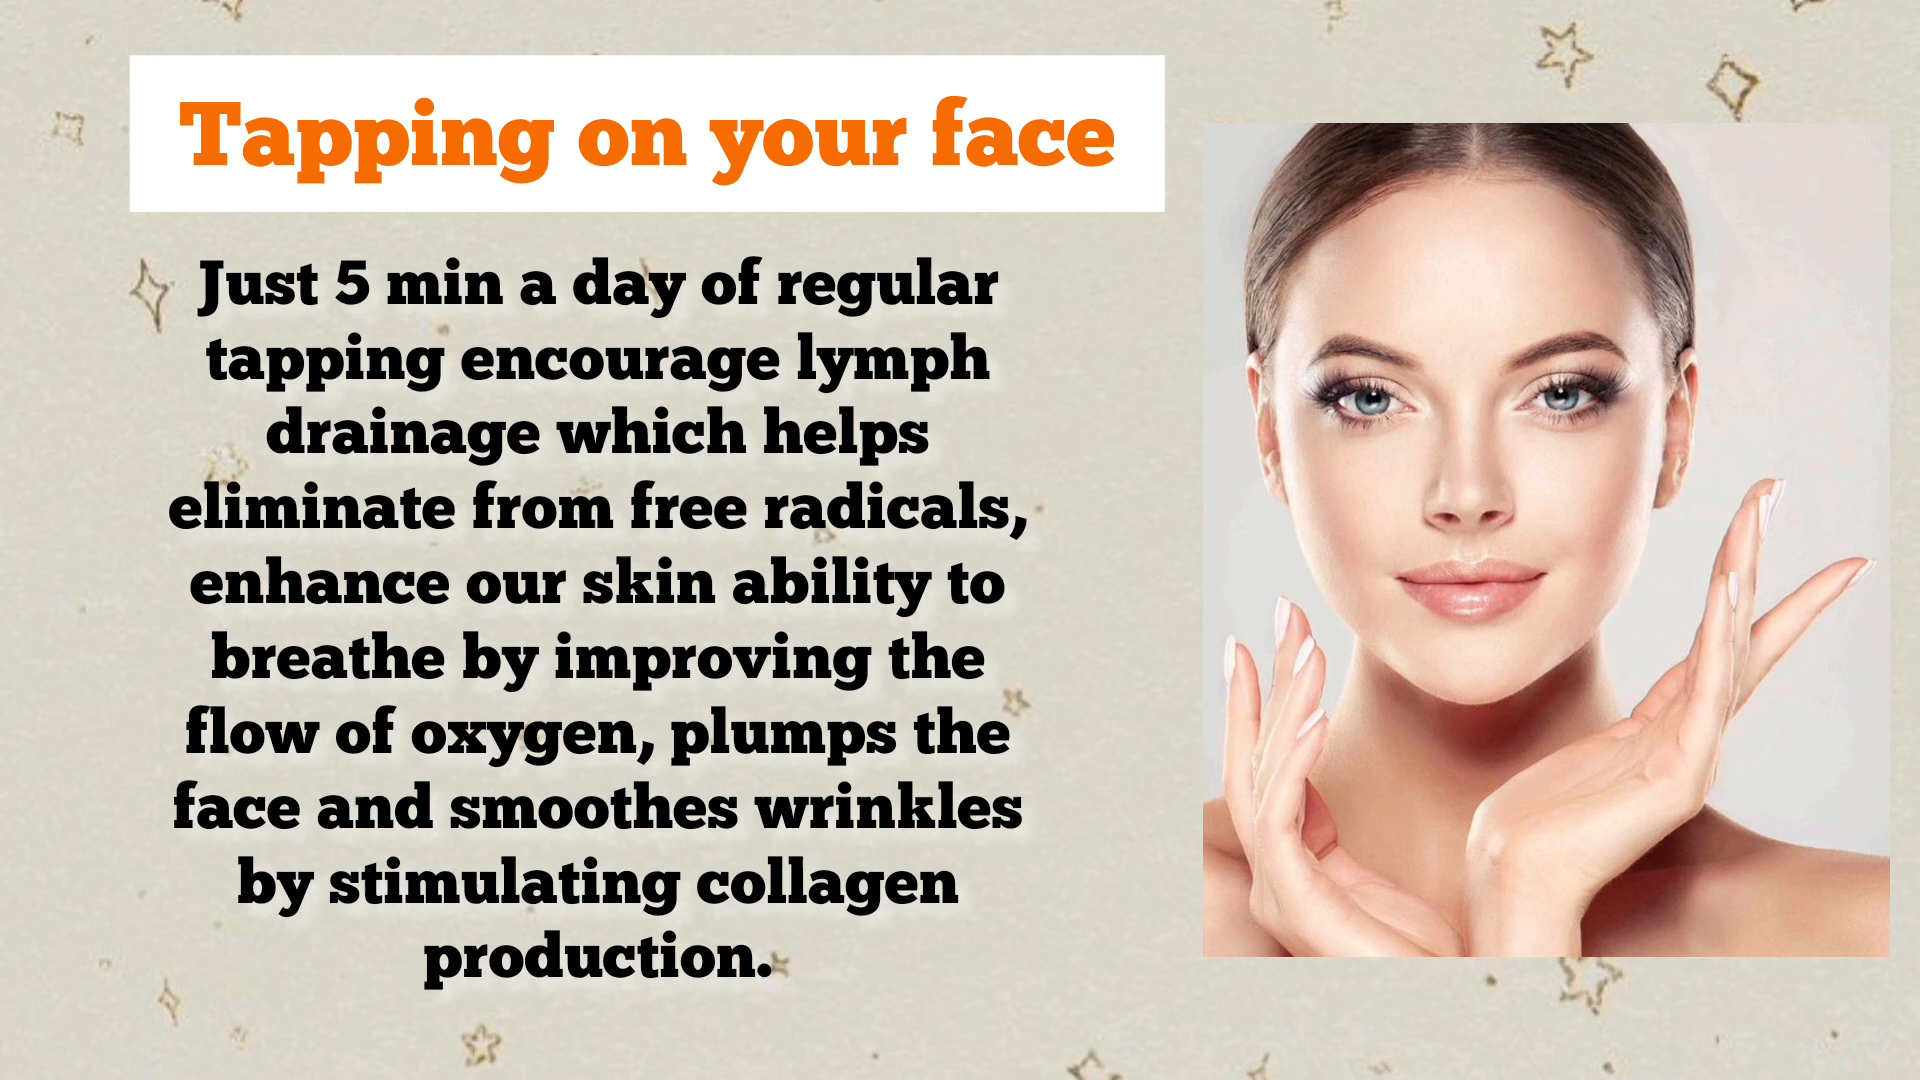 Tapping on your face
Just 5 min a day of regular
tapping encourage lymph
drainage which helps
eliminate from free radicals,
enhance our skin ability to
breathe by improving the
flow of oxygen, plumps the
face and smoothes wrinkles
by stimulating collagen
production.